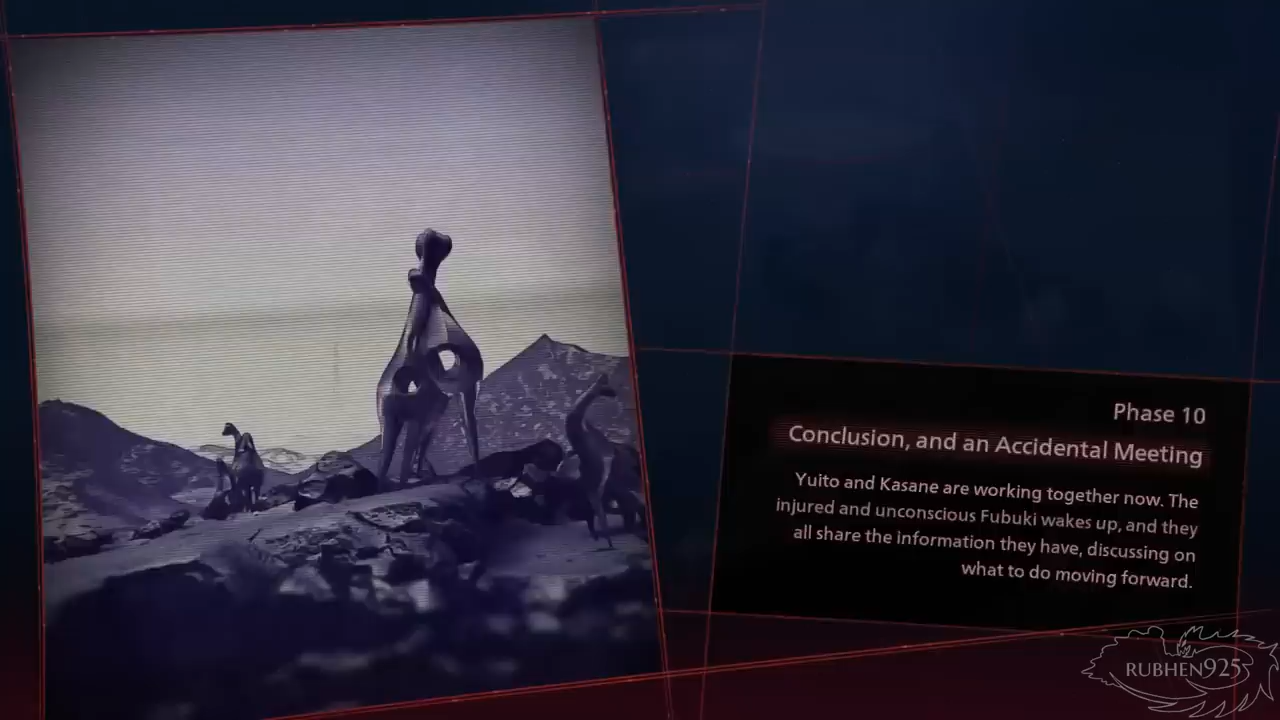 Phase 10
Conclusion, and an Accidental Meeting
Yuito and Kasane are working together now. The
injured and unconscious Fubuki wakes up, and they
all share the information they have, discussing on
what to do moving forward.
RUBHEN925